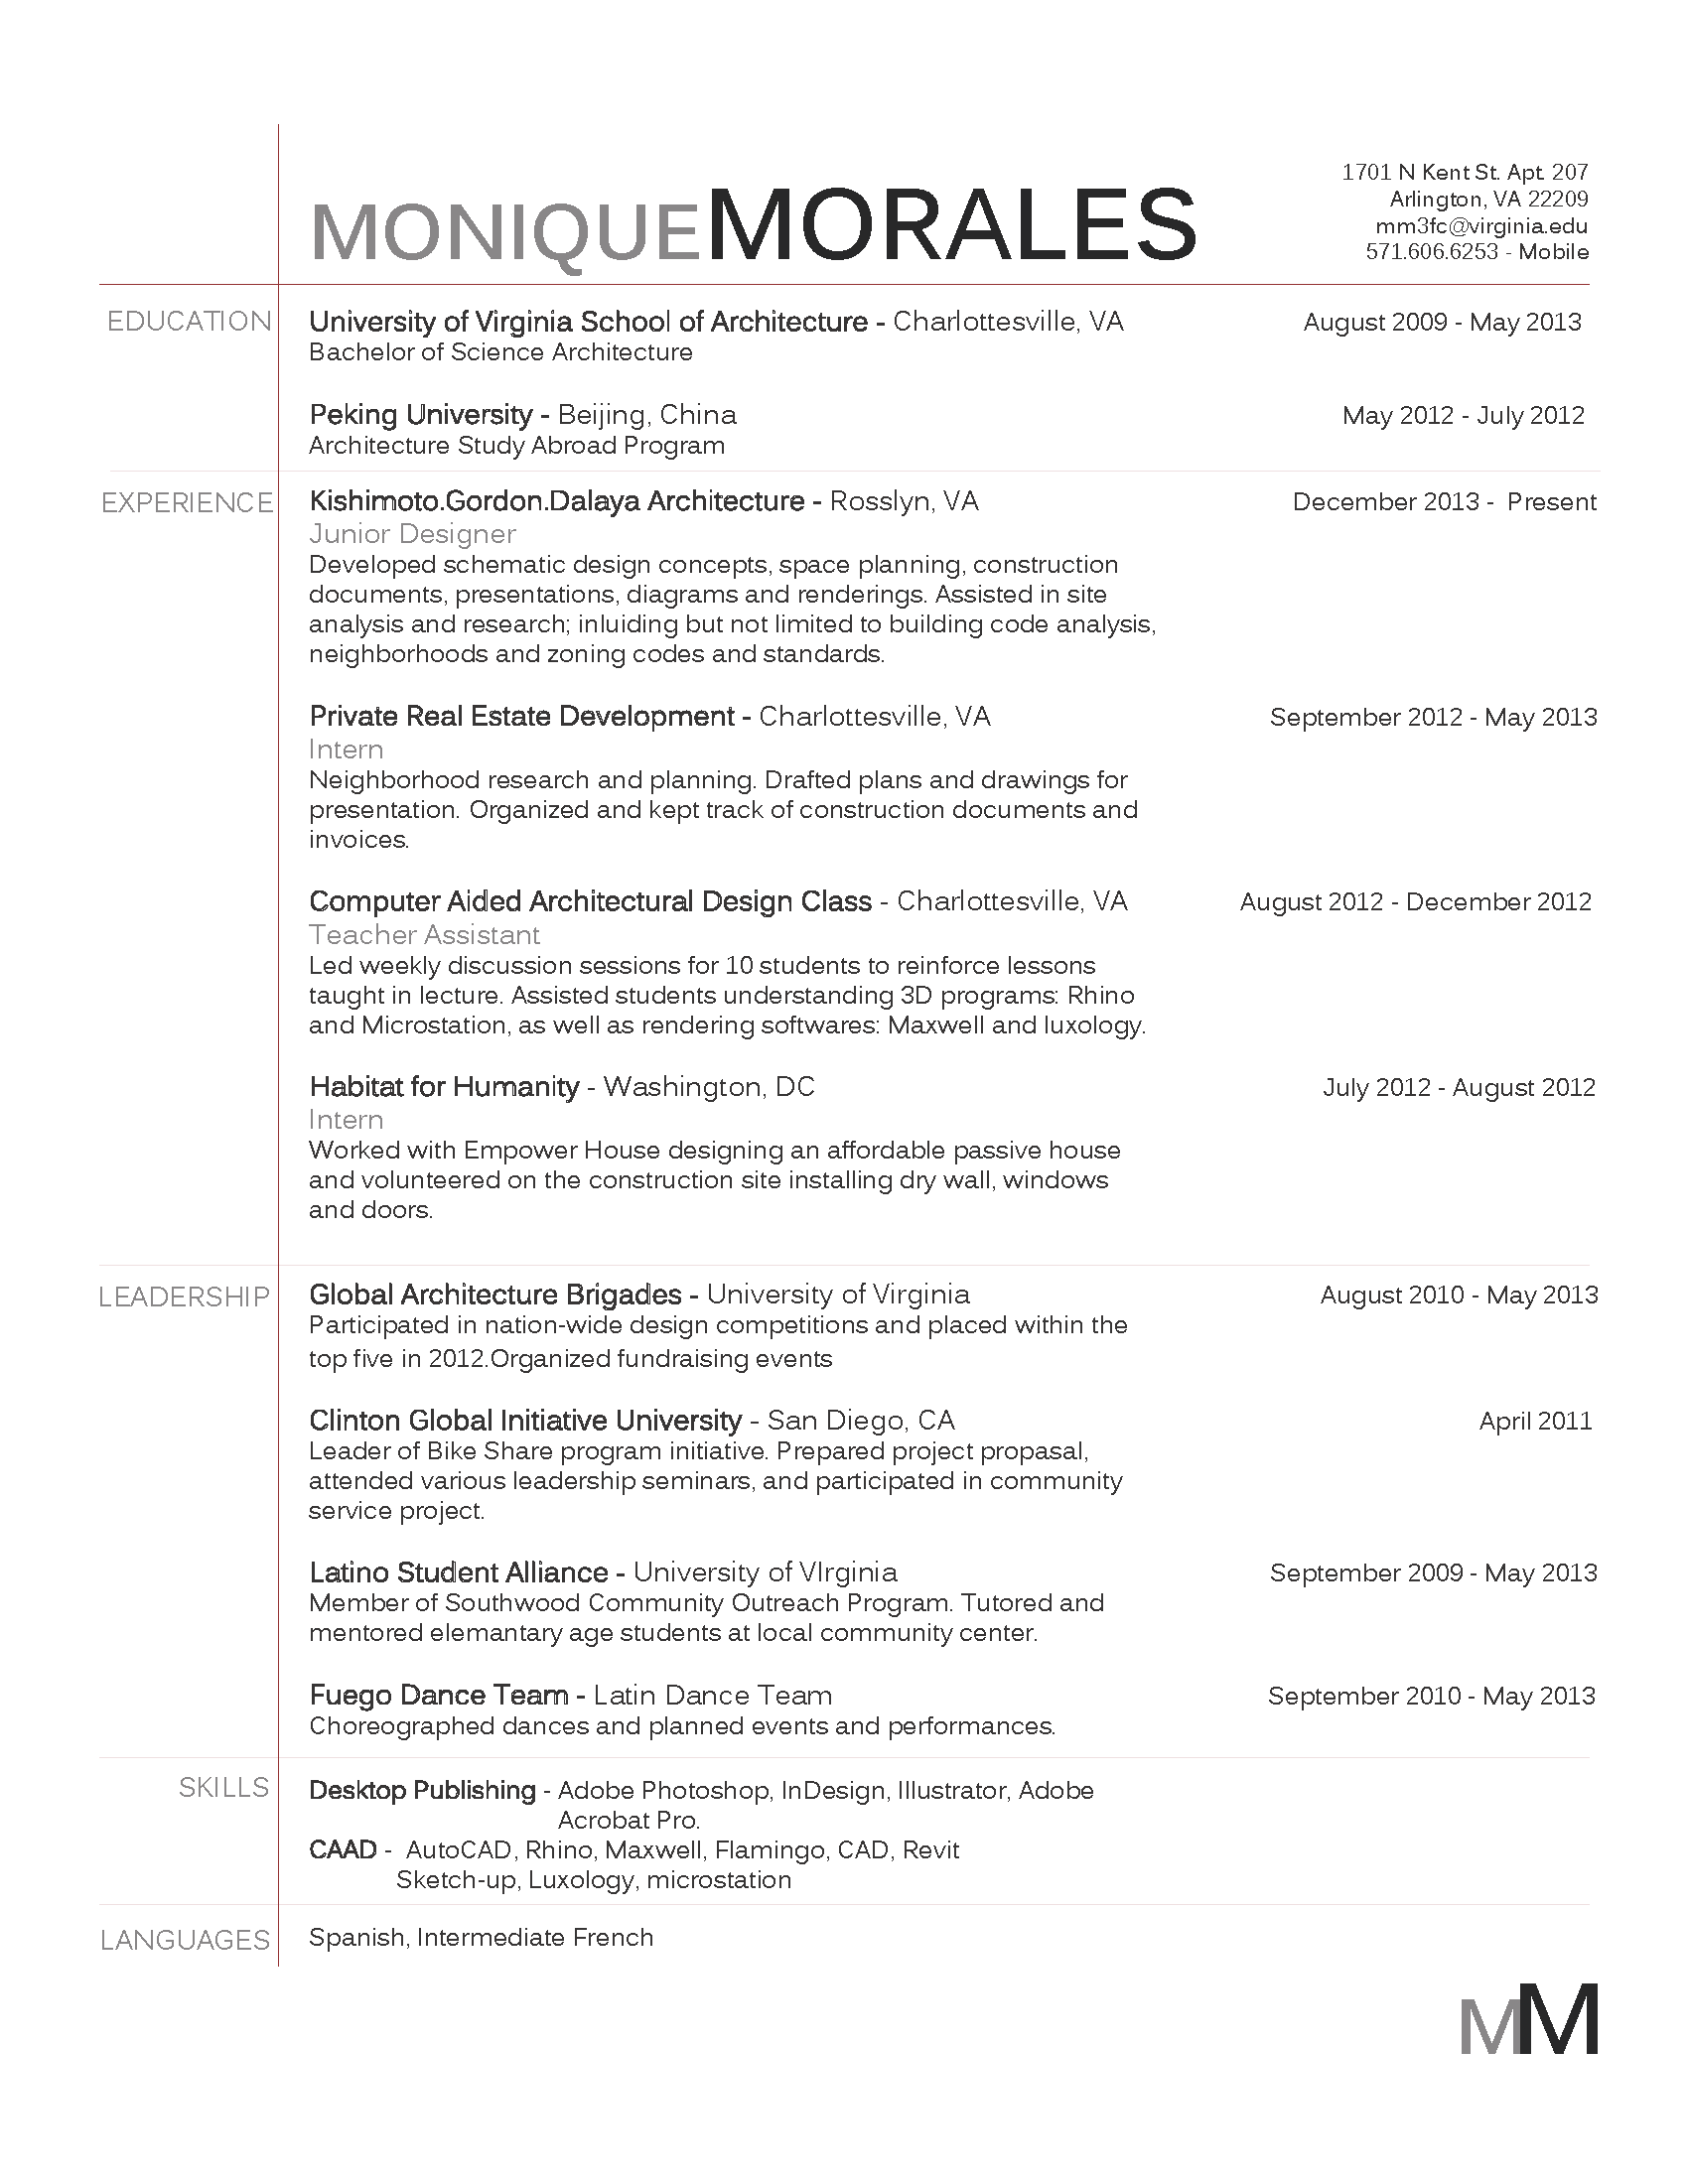 MONIQUEMORALES
1701 N Kent St. Apt. 207
Arlington, VA 22209
mm3fc@virginia.edu
571.606.6253 - Mobile
EDUCATION
University of Virginia School of Architecture - Charlottesville, VA August 2009 - May 2013
Bachelor of Science Architecture
Peking University - Beijing, China May 2012 - July 2012
Architecture Study Abroad Program
EXPERIENCE
Kishimoto.Gordon.Dalaya Architecture - Rosslyn, VA December 2013 - Present
Junior Designer
Developed schematic design concepts, space planning, construction
documents, presentations, diagrams and renderings. Assisted in site
analysis and research; inluiding but not limited to building code analysis,
neighborhoods and zoning codes and standards.
Private Real Estate Development - Charlottesville, VA September 2012 - May 2013
Intern
Neighborhood research and planning. Drafted plans and drawings for
presentation. Organized and kept track of construction documents and
invoices.
Computer Aided Architectural Design Class - Charlottesville, VA August 2012 - December 2012
Teacher Assistant
Led weekly discussion sessions for 10 students to reinforce lessons
taught in lecture. Assisted students understanding 3D programs: Rhino
and Microstation, as well as rendering softwares: Maxwell and luxology.
Habitat for Humanity - Washington, DC July 2012 - August 2012
Intern
Worked with Empower House designing an affordable passive house
and volunteered on the construction site installing dry wall, windows
and doors.
LEADERSHIP
Global Architecture Brigades - University of Virginia August 2010 - May 2013
Participated in nation-wide design competitions and placed within the
top five in 2012.Organized fundraising events
Clinton Global Initiative University - San Diego, CA April 2011
Leader of Bike Share program initiative. Prepared project propasal,
attended various leadership seminars, and participated in community
service project.
Latino Student Alliance - University of VIrginia September 2009 - May 2013
Member of Southwood Community Outreach Program. Tutored and
mentored elemantary age students at local community center.
Fuego Dance Team - Latin Dance Team September 2010 - May 2013
Choreographed dances and planned events and performances.
SKILLS
Desktop Publishing - Adobe Photoshop, InDesign, Illustrator, Adobe
Acrobat Pro.
CAAD - AutoCAD, Rhino, Maxwell, Flamingo, CAD, Revit
Sketch-up, Luxology, microstation
LANGUAGES
Spanish, Intermediate French
MM